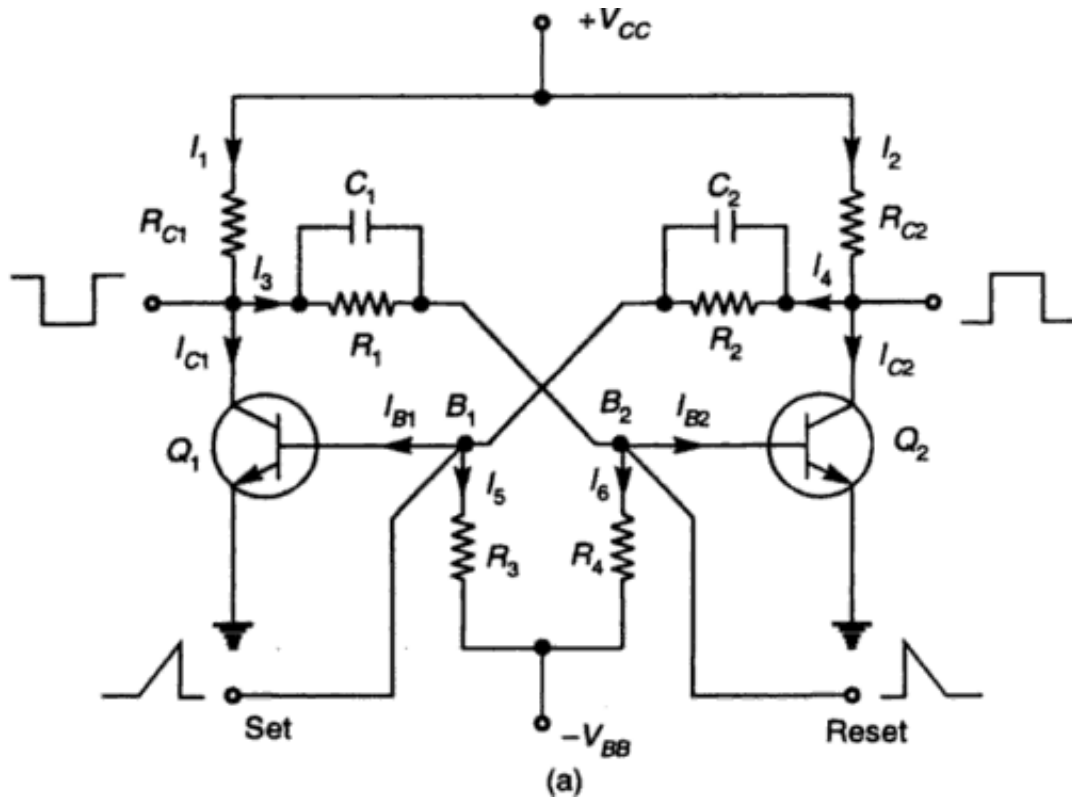 +V_CC
I_1
I_2
C_1
C_2
R_C1
R_C2
I_3
I_4
R_1
R_2
I_C1
I_C2
I_B1
B_1
B_2
I_B2
Q_1
Q_2
I_5
I_6
R_3
R_4
Set
Reset
-V_BB
(a)